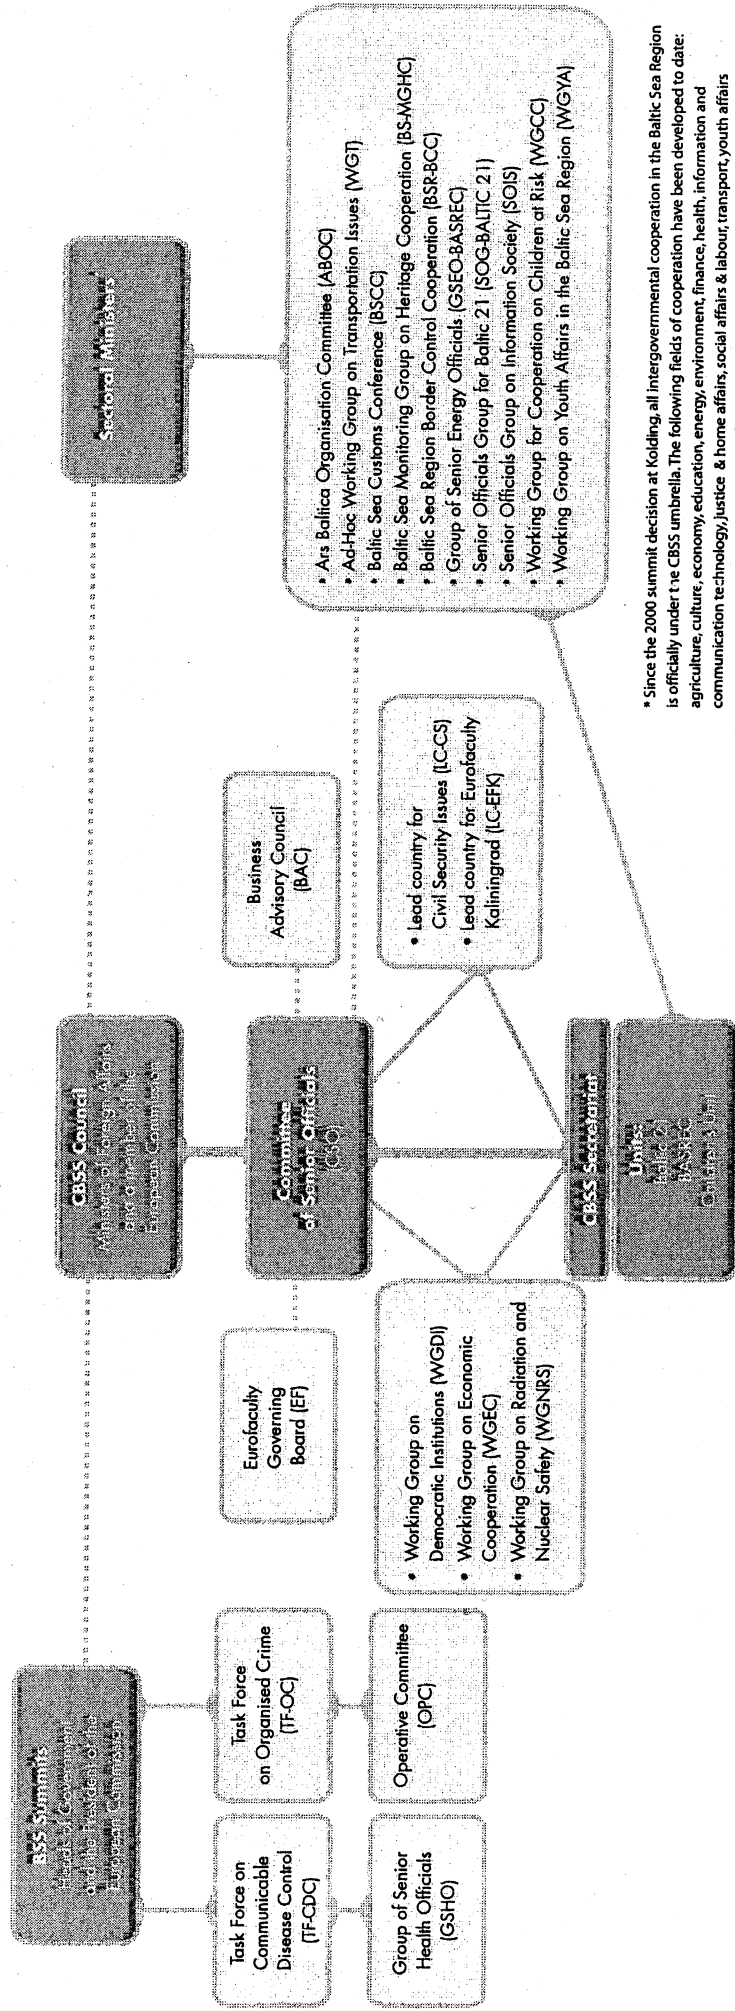 BSS Summits
Heads of Government
and the President of the
European Commission
CBSS Council
Ministers of Foreign Affairs
and a member of the
European Commission
Sectoral Ministers
Task Force on
Communicable
Disease Control
(TF-CDC)
Task Force
on Organised Crime
(TF-OC)
Eurofaculty
Governing
Board (EF)
Committee
of Senior Officials
(CSO)
Business
Advisory Council
(BAC)
• Ars Baltica Organisation Committee (ABOC)
• Ad-Hoc Working Group on Transportation Issues (WGT)
• Baltic Sea Customs Conference (BSCC)
• Baltic Sea Monitoring Group on Heritage Cooperation (BS-MGHC)
• Baltic Sea Region Border Control Cooperation (BSR-BCC)
• Group of Senior Energy Officials (GSEO-BASREC)
• Senior Officials Group for Baltic 21 (SOG-BALTIC 21)
• Senior Officials Group on Information Society (SOIS)
• Working Group for Cooperation on Children at Risk (WGCC)
• Working Group on Youth Affairs in the Baltic Sea Region (WGYA)
Group of Senior
Health Officials
(GSHO)
Operative Committee
(OPC)
• Working Group on
Democratic Institutions (WGDI)
• Working Group on Economic
Cooperation (WGEC)
• Working Group on Radiation and
Nuclear Safety (WGNRS)
• Lead country for
Civil Security Issues (LC-CS)
• Lead country for Eurofaculty
Kaliningrad (LC-EFK)
CBSS Secretariat
Units:
Baltic 21
BASREC
Children's Unit
* Since the 2000 summit decision at Kolding, all intergovernmental cooperation in the Baltic Sea Region
is officially under the CBSS umbrella. The following fields of cooperation have been developed to date:
agriculture, culture, economy, education, energy, environment, finance, health, information and
communication technology, justice & home affairs, social affairs & labour, transport, youth affairs